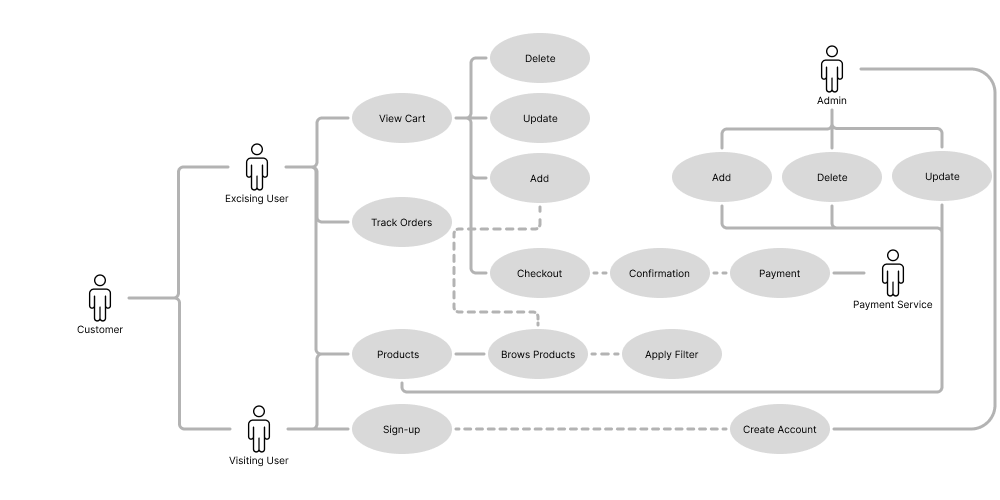 Delete
Admin
View Cart
Update
Excising User
Add
Add
Delete
Update
Track Orders
Customer
Checkout
Confirmation
Payment
Payment Service
Products
Brows Products
Apply Filter
Visiting User
Sign-up
Create Account